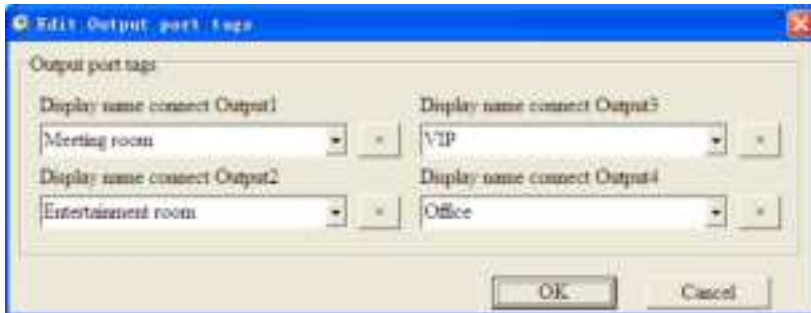 Edit Output port tags
Output port tags
Display name connect Output1
Display name connect Output3
Meeting room
VIP
Display name connect Output2
Display name connect Output4
Entertainment room
Office
OK
Cancel